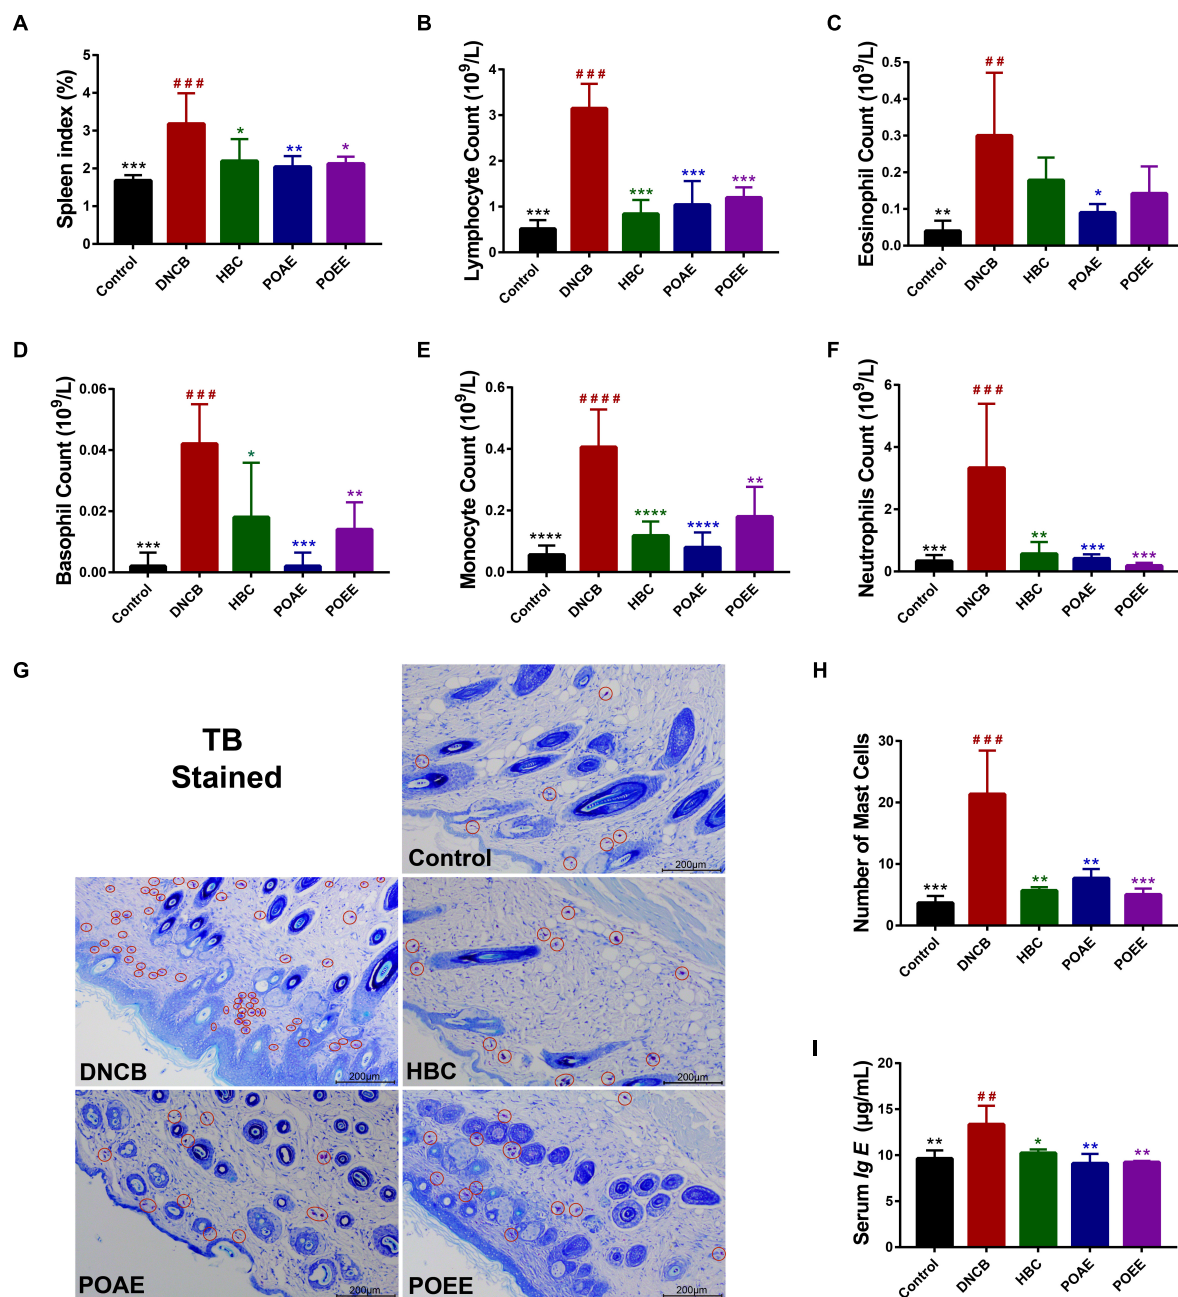 A
Spleen index (%)
5
4
3
2
1
0
***
###
*
**
*
Control
DNCB
HBC
POAE
POEE
B
Lymphocyte Count (10⁹/L)
4
3
2
1
0
***
###
***
***
***
Control
DNCB
HBC
POAE
POEE
C
Eosinophil Count (10⁹/L)
0.5
0.4
0.3
0.2
0.1
0.0
**
##
*
Control
DNCB
HBC
POAE
POEE
D
Basophil Count (10⁹/L)
0.06
0.04
0.02
0.00
***
###
*
***
**
Control
DNCB
HBC
POAE
POEE
E
Monocyte Count (10⁹/L)
0.6
0.4
0.2
0.0
****
####
****
****
**
Control
DNCB
HBC
POAE
POEE
F
Neutrophils Count (10⁹/L)
6
4
2
0
***
###
**
***
***
Control
DNCB
HBC
POAE
POEE
G
TB
Stained
Control
200μm
DNCB
200μm
HBC
200μm
POAE
200μm
POEE
200μm
H
Number of Mast Cells
30
20
10
0
***
###
**
**
***
Control
DNCB
HBC
POAE
POEE
I
Serum Ig E (μg/mL)
20
15
10
5
0
**
##
*
**
**
Control
DNCB
HBC
POAE
POEE